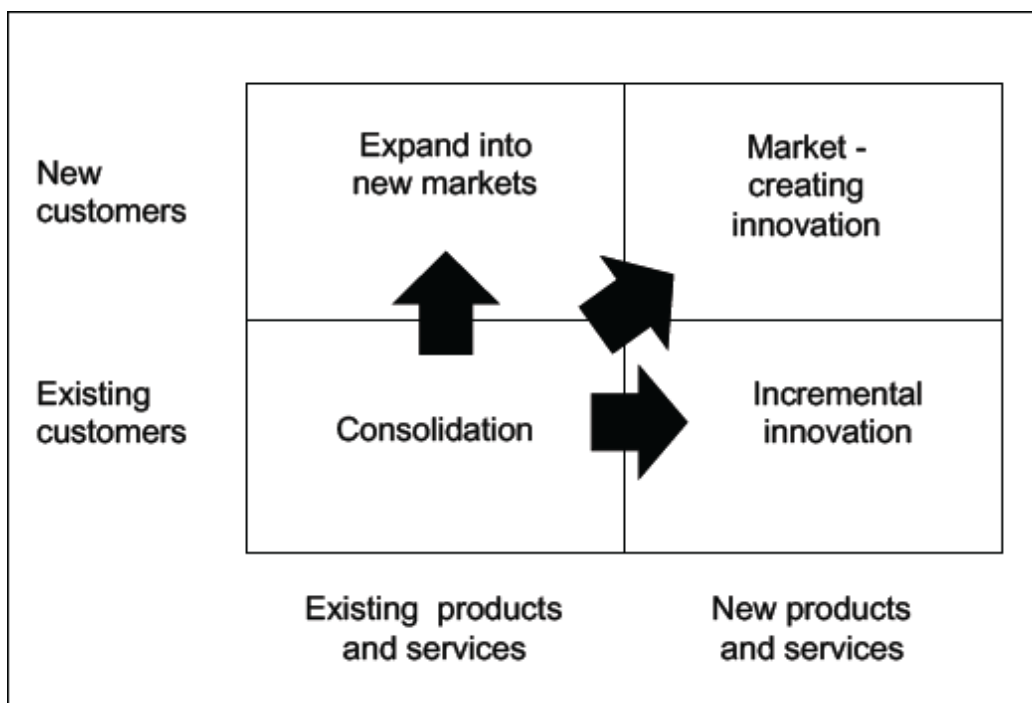 New
customers
Expand into
new markets
Market -
creating
innovation
Existing
customers
Consolidation
Incremental
innovation
Existing products
and services
New products
and services